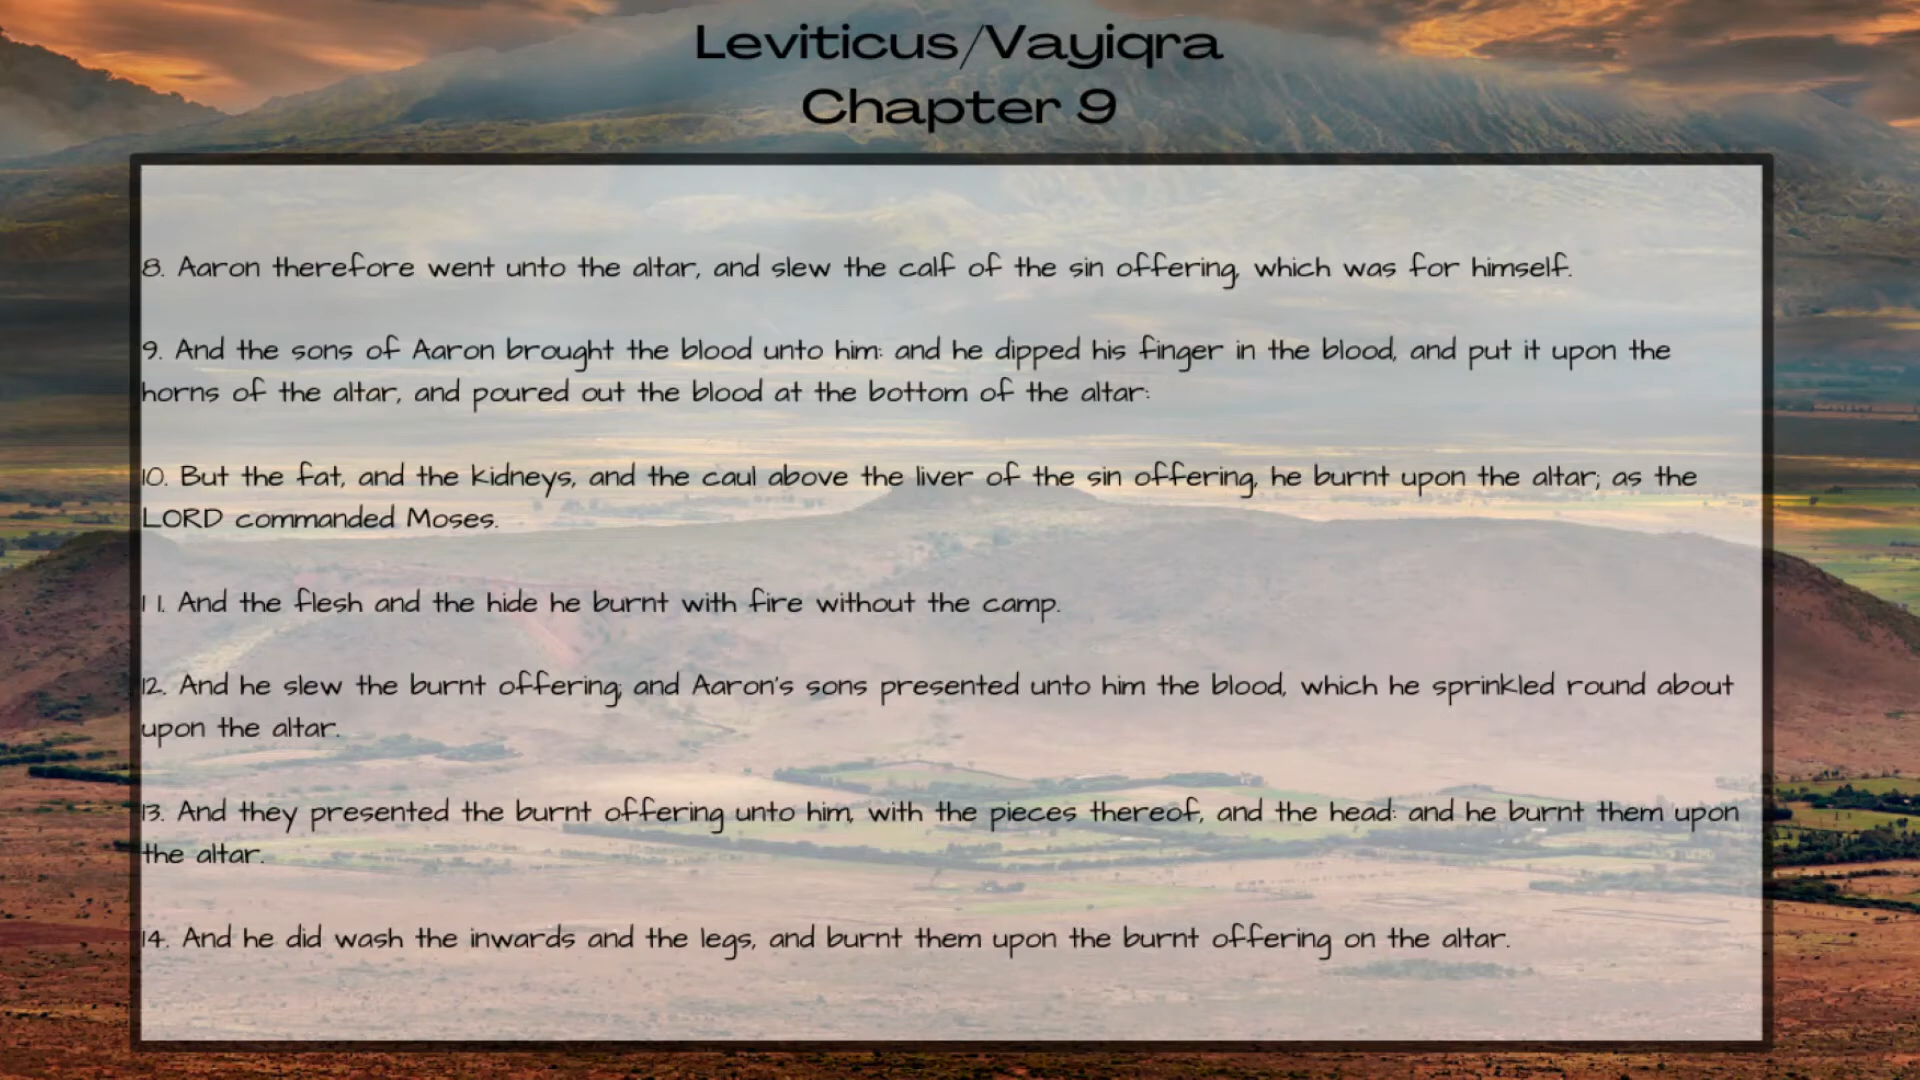 Leviticus/Vayiqra
Chapter 9
8. Aaron therefore went unto the altar, and slew the calf of the sin offering, which was for himself.
9. And the sons of Aaron brought the blood unto him: and he dipped his finger in the blood, and put it upon the
horns of the altar, and poured out the blood at the bottom of the altar:
10. But the fat, and the kidneys, and the caul above the liver of the sin offering, he burnt upon the altar; as the
LORD commanded Moses.
11. And the flesh and the hide he burnt with fire without the camp.
12. And he slew the burnt offering; and Aaron's sons presented unto him the blood, which he sprinkled round about
upon the altar.
13. And they presented the burnt offering unto him, with the pieces thereof, and the head: and he burnt them upon
the altar.
14. And he did wash the inwards and the legs, and burnt them upon the burnt offering on the altar.